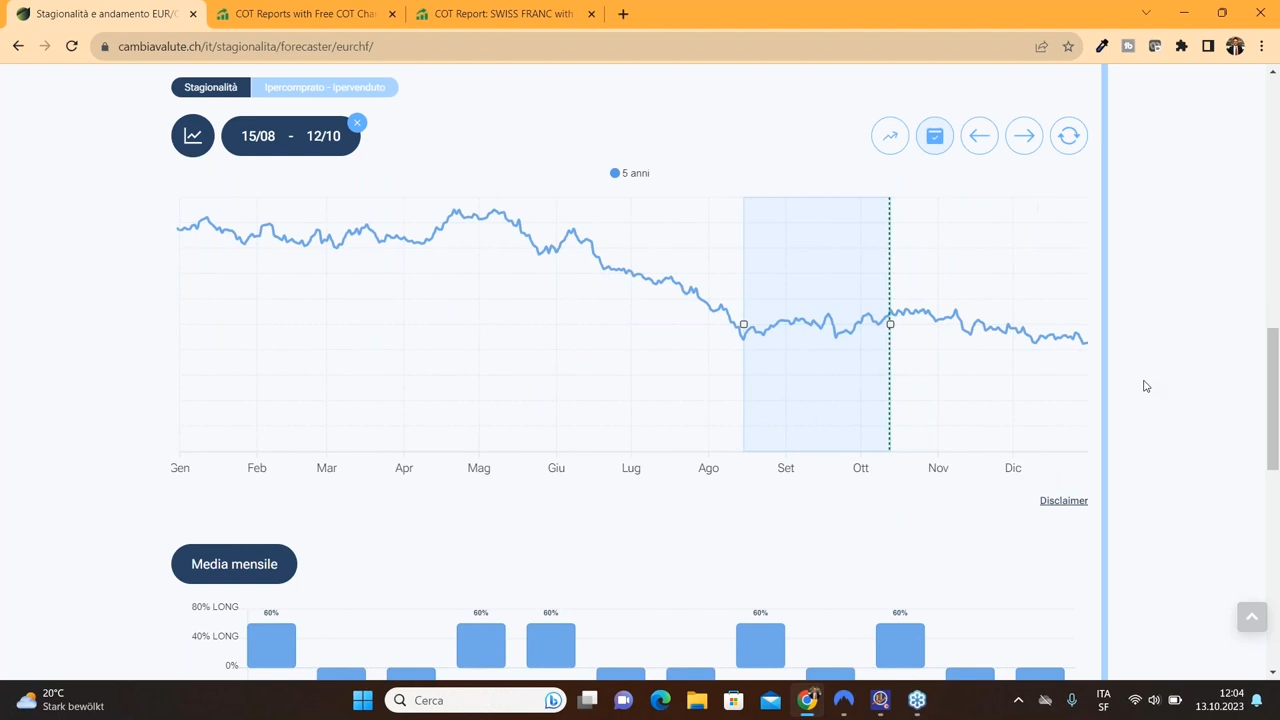 Stagionalità e andamento EUR/C
COT Reports with Free COT Cha
COT Report: SWISS FRANC with
cambiavalute.ch/it/stagionalita/forecaster/eurchf/
Stagionalità
Ipercomprato - Ipervenduto
15/08 - 12/10
5 anni
Gen Feb Mar Apr Mag Giu Lug Ago Set Ott Nov Dic
Disclaimer
Media mensile
80% LONG
60% 60% 60% 60% 60%
40% LONG
0%
20°C
Stark bewölkt
Cerca
ITA
SF
12:04
13.10.2023